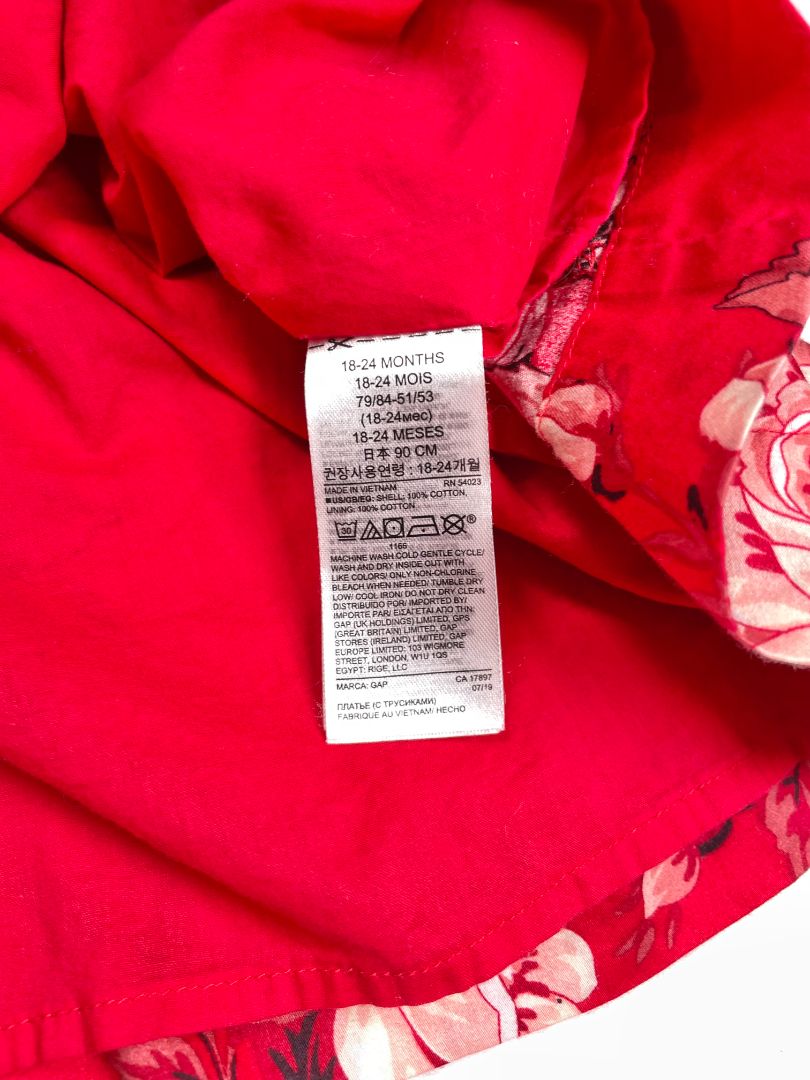 18-24 MONTHS
18-24 MOIS
79/84-51/53
(18-24мес)
18-24 MESES
日本 90 CM
권장사용연령 : 18-24개월
MADE IN VIETNAM RN 54023
■US/GB/EG: SHELL: 100% COTTON,
LINING: 100% COTTON
30
1166
MACHINE WASH COLD GENTLE CYCLE/
WASH AND DRY INSIDE OUT WITH
LIKE COLORS/ ONLY NON-CHLORINE
BLEACH WHEN NEEDED/ TUMBLE DRY
LOW/ COOL IRON/ DO NOT DRY CLEAN
DISTRIBUIDO POR/ IMPORTED BY/
IMPORTE PAR/ ΕΙΣΑΓΕΤΑΙ ΑΠΟ ΤΗΝ:
GAP (UK HOLDINGS) LIMITED, GPS
(GREAT BRITAIN) LIMITED, GAP
STORES (IRELAND) LIMITED, GAP
EUROPE LIMITED: 103 WIGMORE
STREET, LONDON, W1U 1QS
EGYPT: RIGE, LLC
MARCA: GAP CA 17897
07/19
ПЛАТЬЕ (С ТРУСИКАМИ)
FABRIQUE AU VIETNAM/ HECHO